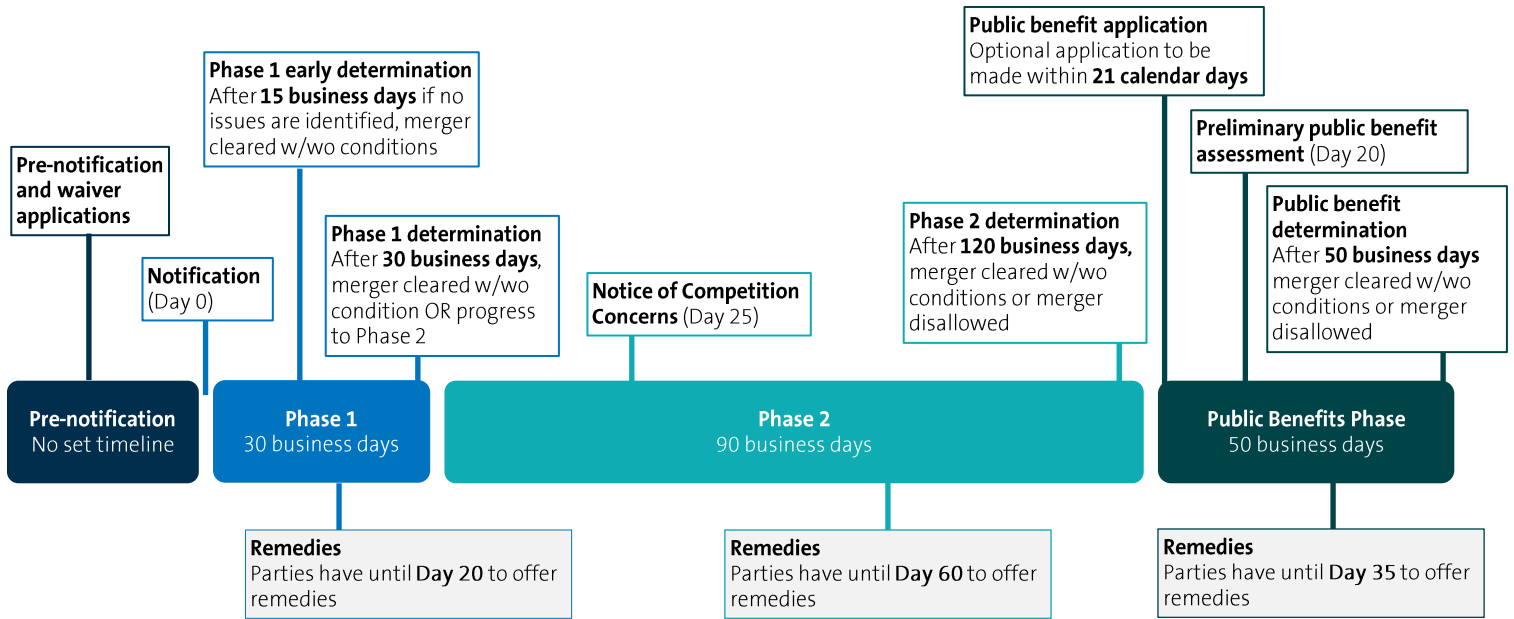 Pre-notification
and waiver
applications
Notification
(Day 0)
Phase 1 early determination
After 15 business days if no
issues are identified, merger
cleared w/wo conditions
Phase 1 determination
After 30 business days,
merger cleared w/wo
condition OR progress
to Phase 2
Notice of Competition
Concerns (Day 25)
Phase 2 determination
After 120 business days,
merger cleared w/wo
conditions or merger
disallowed
Public benefit application
Optional application to be
made within 21 calendar days
Preliminary public benefit
assessment (Day 20)
Public benefit
determination
After 50 business days
merger cleared w/wo
conditions or merger
disallowed
Pre-notification
No set timeline
Phase 1
30 business days
Phase 2
90 business days
Public Benefits Phase
50 business days
Remedies
Parties have until Day 20 to offer
remedies
Remedies
Parties have until Day 60 to offer
remedies
Remedies
Parties have until Day 35 to offer
remedies